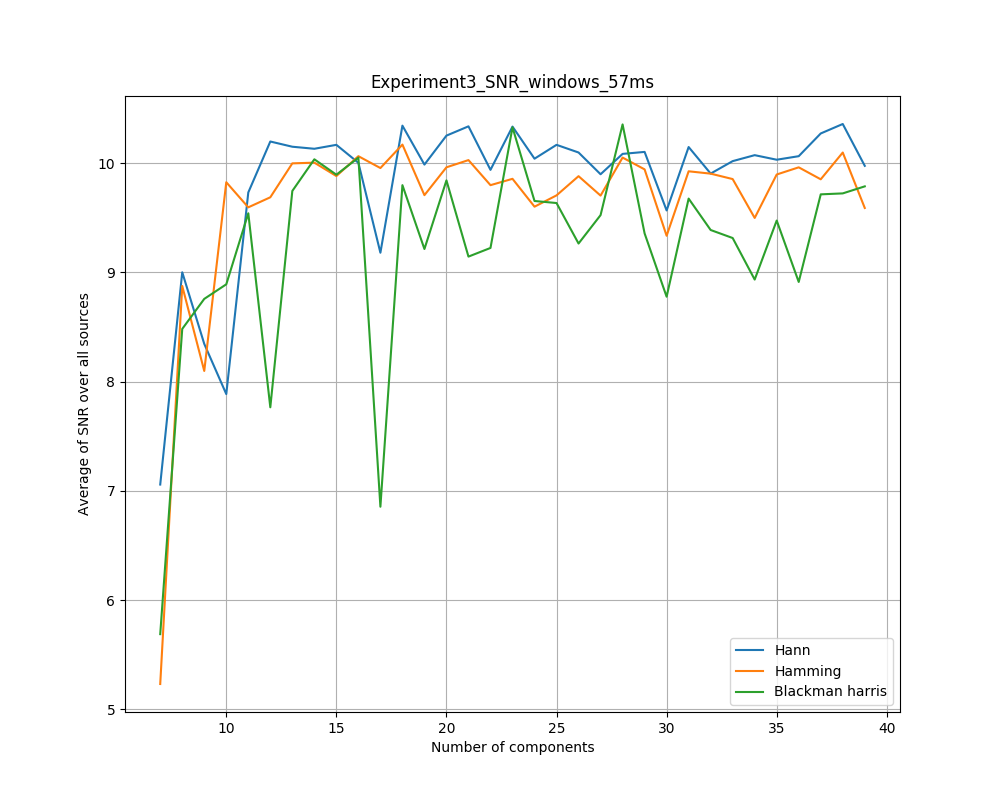 Experiment3_SNR_windows_57ms
Average of SNR over all sources
10
9
8
7
6
5
10
15
20
25
30
35
40
Number of components
Hann
Hamming
Blackman harris